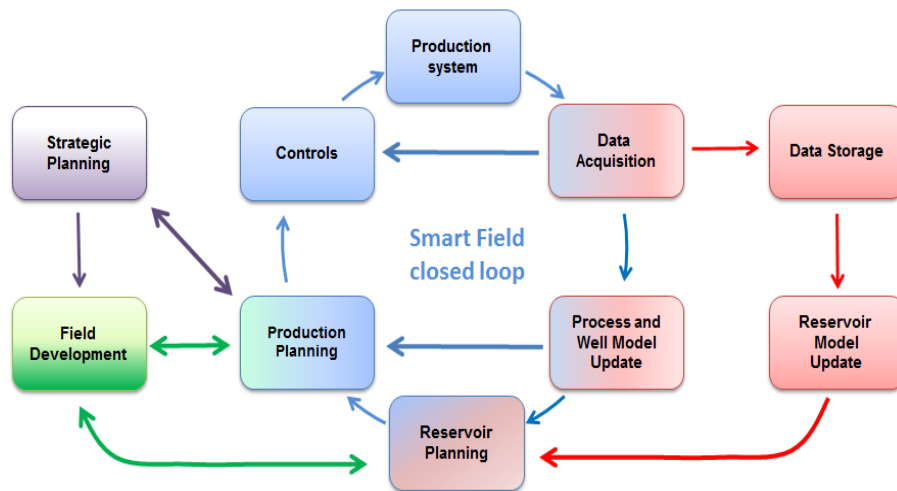 Production
system
Strategic
Planning
Controls
Data
Acquisition
Data Storage
Smart Field
closed loop
Field
Development
Production
Planning
Process and
Well Model
Update
Reservoir
Model
Update
Reservoir
Planning